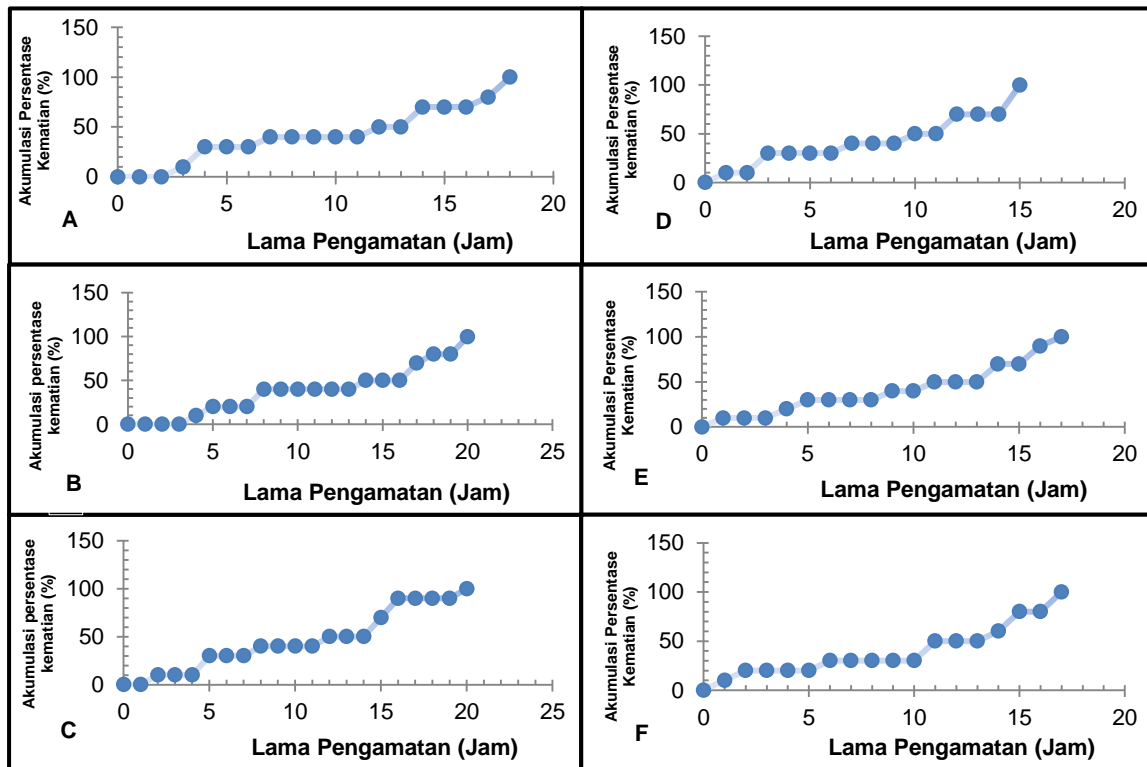 Akumulasi Persentase
Kematian (%)
150
100
50
0
0 5 10 15 20
A
Lama Pengamatan (Jam)
Akumulasi Persentase
kematian (%)
150
100
50
0
0 5 10 15 20
D
Lama Pengamatan (Jam)
Akumulasi persentase
kematian (%)
150
100
50
0
0 5 10 15 20 25
B
Lama Pengamatan (Jam)
Akumulasi Persentase
Kematian (%)
150
100
50
0
0 5 10 15 20
E
Lama Pengamatan (Jam)
Akumulasi persentase
kematian (%)
150
100
50
0
0 5 10 15 20 25
C
Lama Pengamatan (Jam)
Akumulasi Persentase
Kematian (%)
150
100
50
0
0 5 10 15 20
F
Lama Pengamatan (Jam)